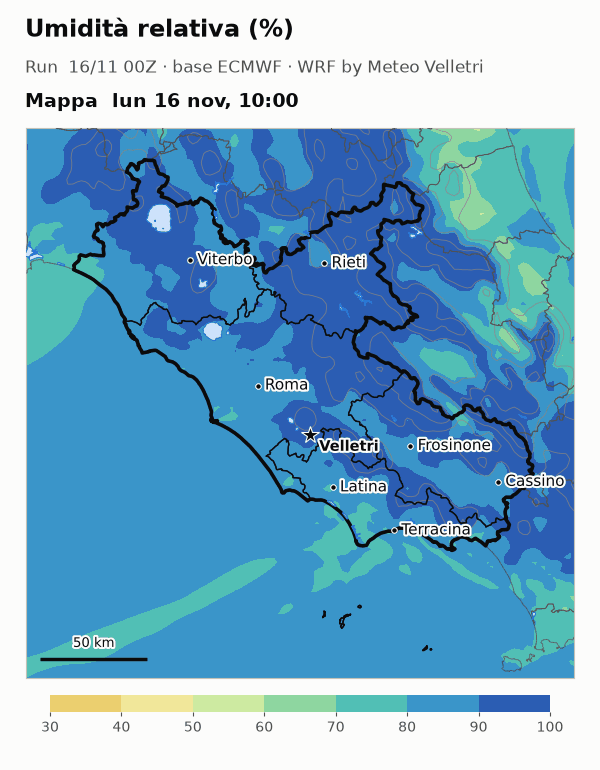 Umidità relativa (%)
Run  16/11 00Z · base ECMWF · WRF by Meteo Velletri
Mappa  lun 16 nov, 10:00
Viterbo
Rieti
Roma
Velletri
Frosinone
Latina
Cassino
Terracina
50 km
30 40 50 60 70 80 90 100